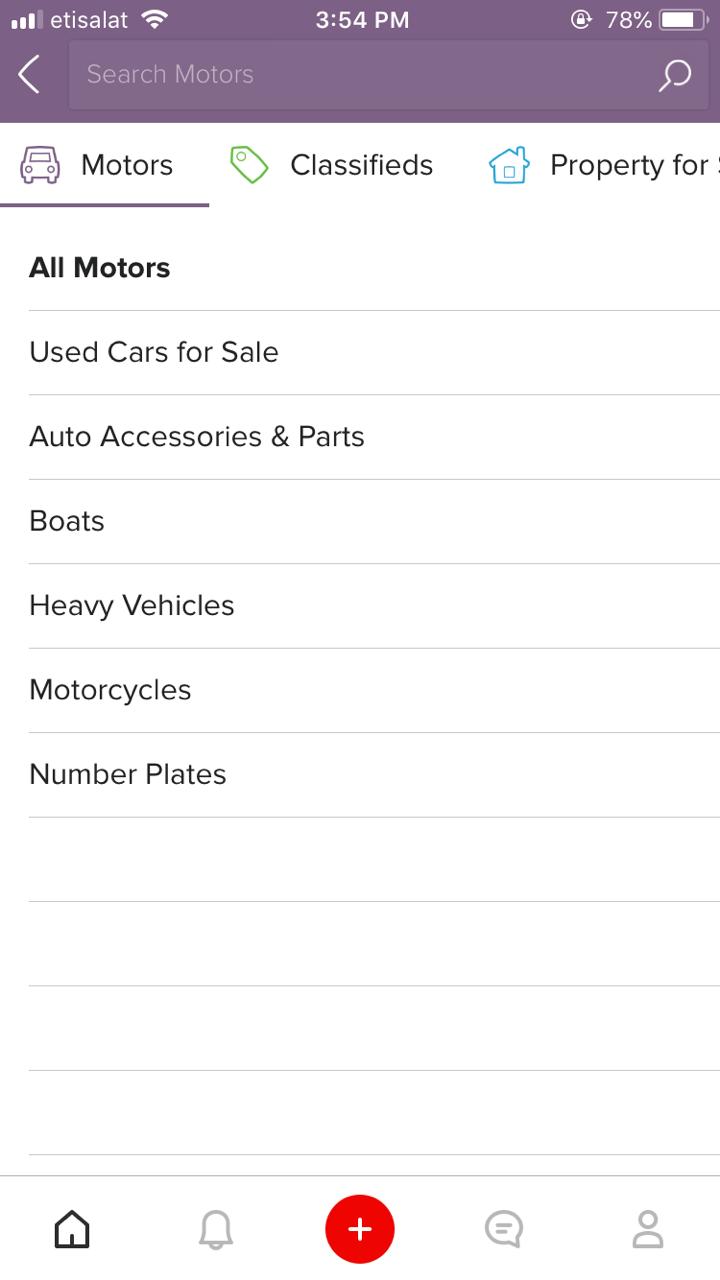 etisalat 3:54 PM 78%
Search Motors
Motors Classifieds Property for
All Motors
Used Cars for Sale
Auto Accessories & Parts
Boats
Heavy Vehicles
Motorcycles
Number Plates